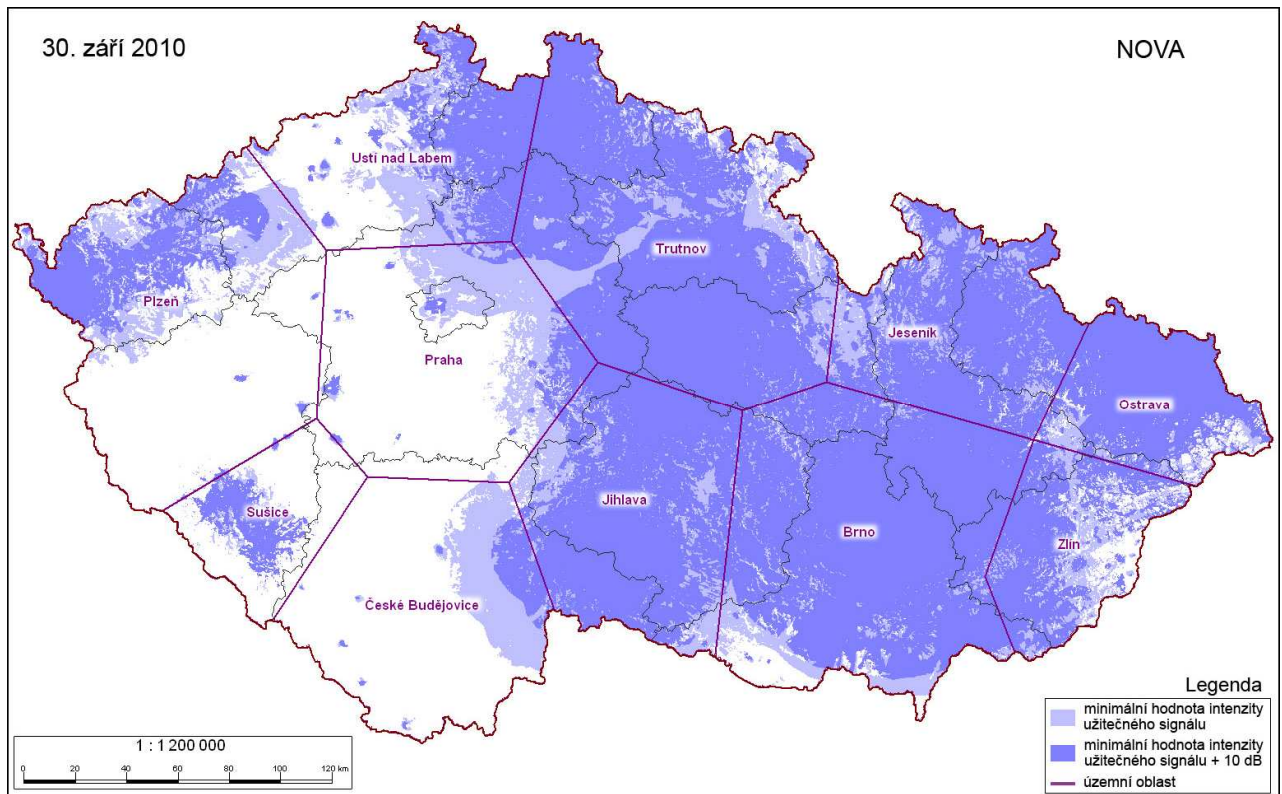 30. září 2010
NOVA
Ustí nad Labem
Trutnov
Plzeň
Jeseník
Praha
Ostrava
Sušice
Jihlava
Brno
Zlín
České Budějovice
Legenda
minimální hodnota intenzity
užitečného signálu
minimální hodnota intenzity
užitečného signálu + 10 dB
územní oblast
1 : 1 200 000
0 20 40 60 80 100 120 km